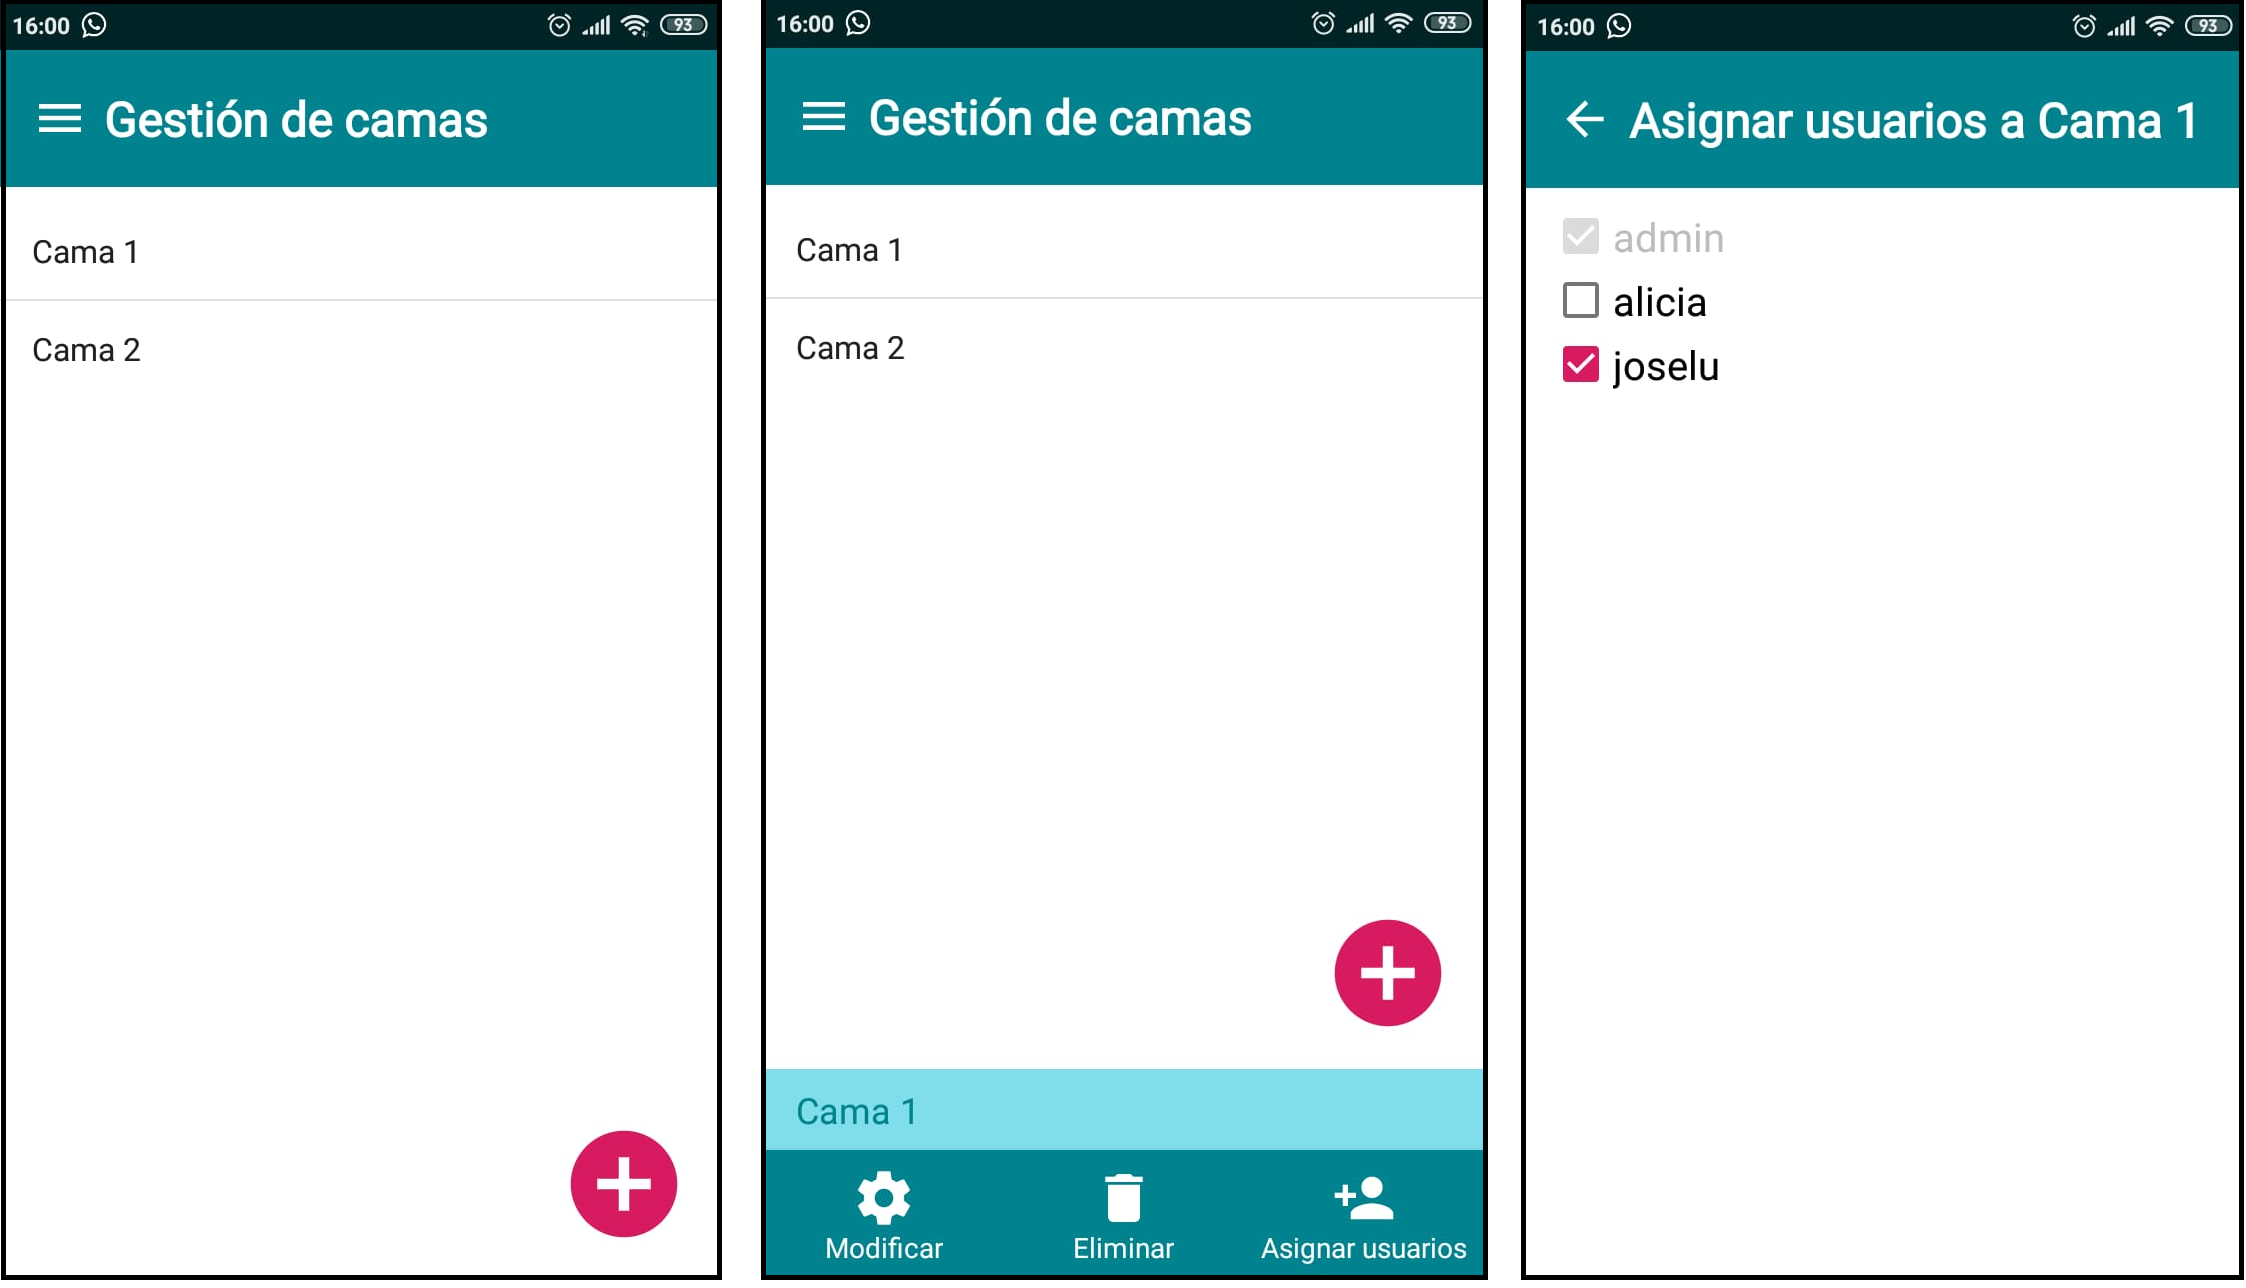 16:00
93
Gestión de camas
Cama 1
Cama 2
16:00
93
Gestión de camas
Cama 1
Cama 2
Cama 1
Modificar Eliminar Asignar usuarios
16:00
93
Asignar usuarios a Cama 1
admin
alicia
joselu